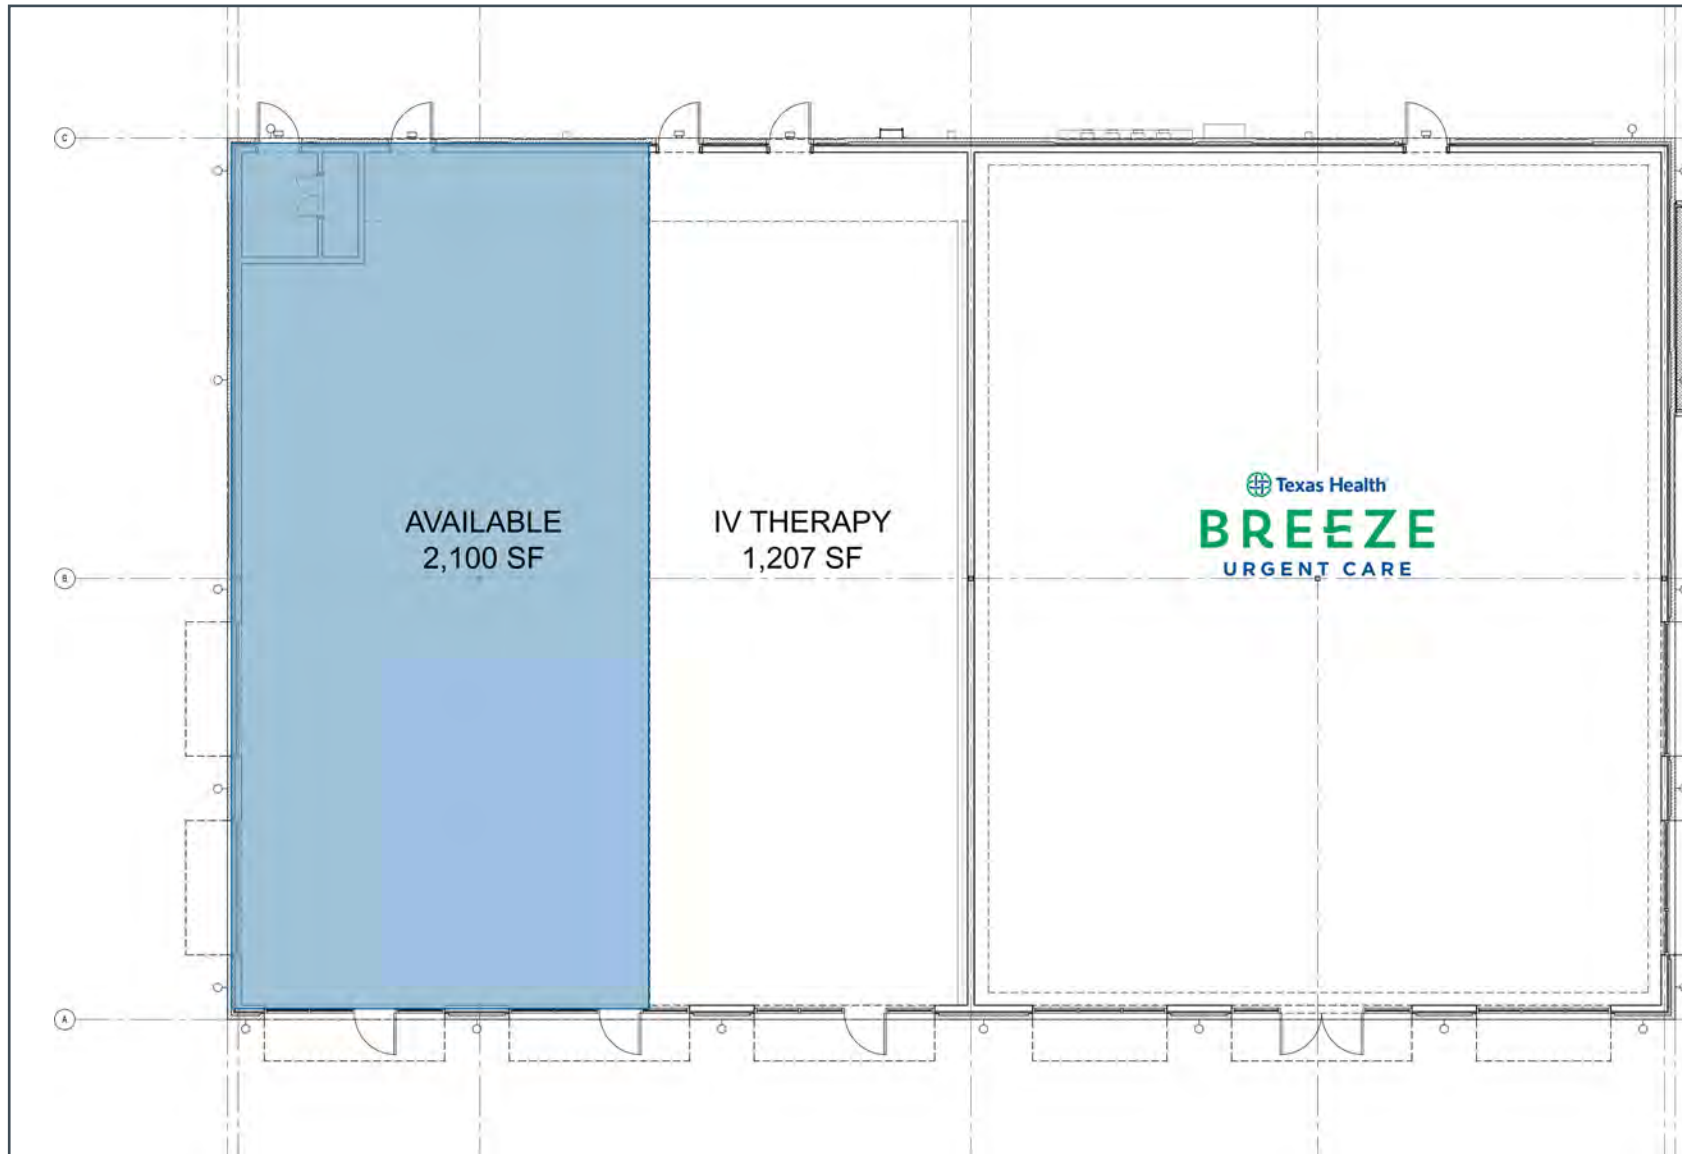 C
AVAILABLE
2,100 SF
IV THERAPY
1,207 SF
Texas Health
BREEZE
URGENT CARE
B
A